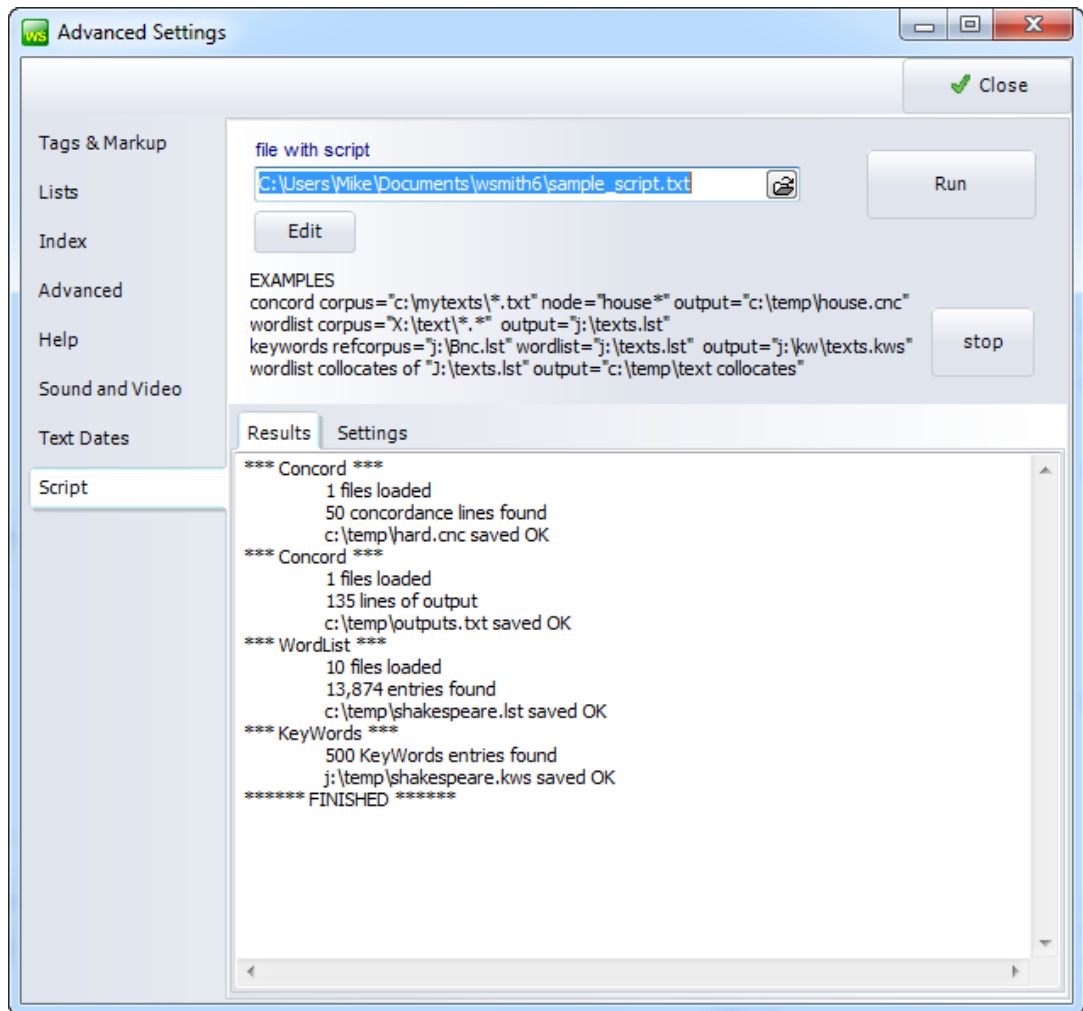 WS Advanced Settings
Close
Tags & Markup
Lists
Index
Advanced
Help
Sound and Video
Text Dates
Script
file with script
C:\Users\Mike\Documents\wsmith6\sample_script.txt
Run
Edit
EXAMPLES
concord corpus="c:\mytexts\*.txt" node="house*" output="c:\temp\house.cnc"
wordlist corpus="X:\text\*.*"  output="j:\texts.lst"
keywords refcorpus="j:\Bnc.lst" wordlist="j:\texts.lst"  output="j:\kw\texts.kws"
wordlist collocates of "J:\texts.lst" output="c:\temp\text collocates"
stop
Results Settings
*** Concord ***
1 files loaded
50 concordance lines found
c:\temp\hard.cnc saved OK
*** Concord ***
1 files loaded
135 lines of output
c:\temp\outputs.txt saved OK
*** WordList ***
10 files loaded
13,874 entries found
c:\temp\shakespeare.lst saved OK
*** KeyWords ***
500 KeyWords entries found
j:\temp\shakespeare.kws saved OK
****** FINISHED ******